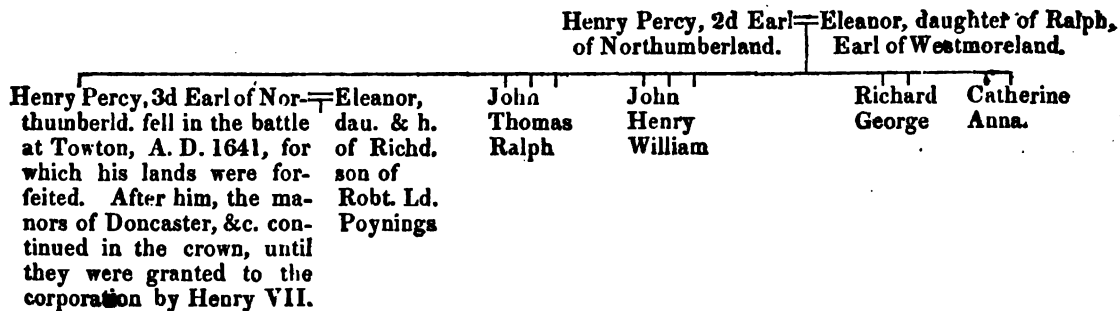 Henry Percy, 2d Earl=Eleanor, daughter of Ralph,
of Northumberland. Earl of Westmoreland.
Henry Percy, 3d Earl of Nor-
thumberld. fell in the battle
at Towton, A. D. 1641, for
which his lands were for-
feited. After him, the ma-
nors of Doncaster, &c. con-
tinued in the crown, until
they were granted to the
corporation by Henry VII.
Eleanor,
dau. & h.
of Richd.
son of
Robt. Ld.
Poynings
John
Thomas
Ralph
John
Henry
William
Richard
George
Catherine
Anna.